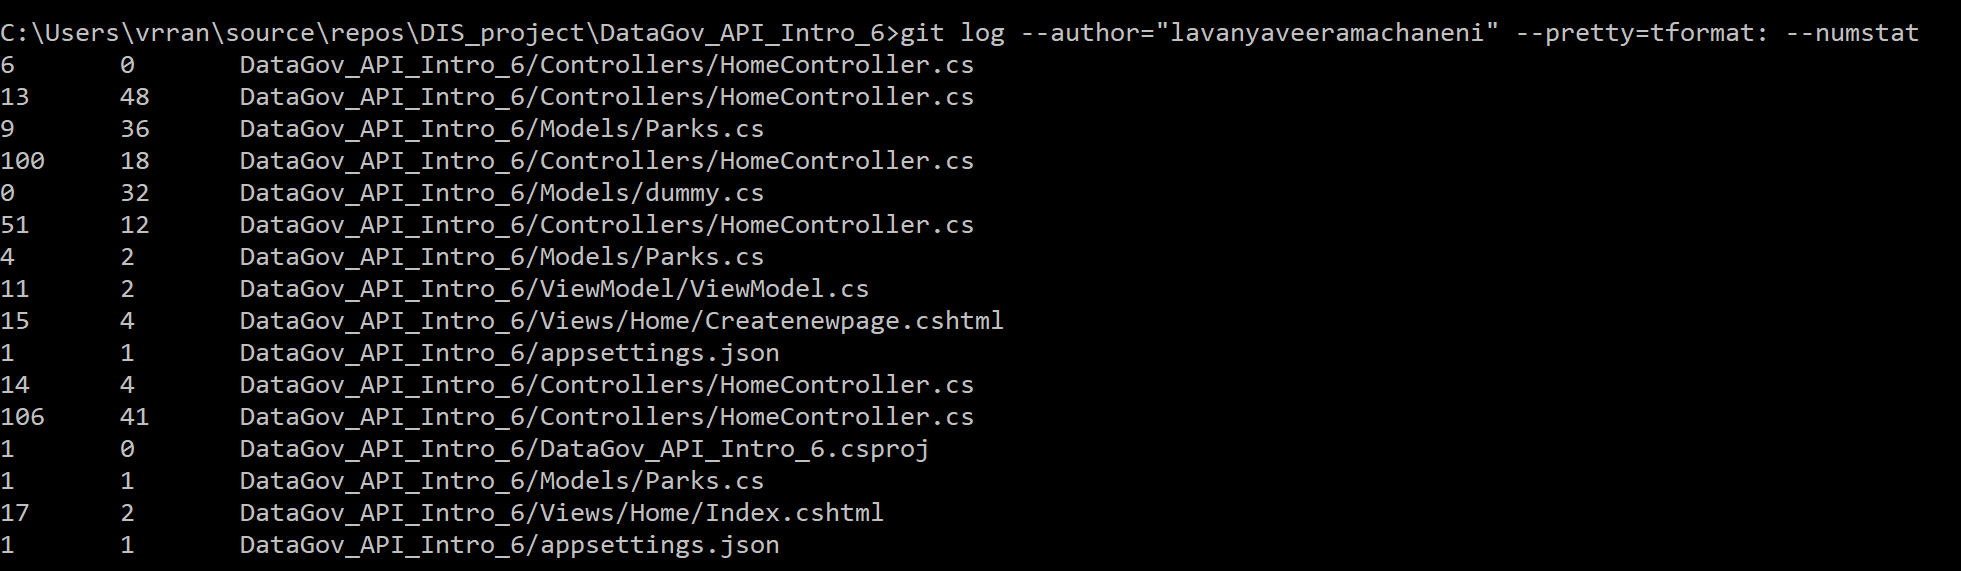 C:\Users\vrran\source\repos\DIS_project\DataGov_API_Intro_6>git log --author="lavanyaveeramachaneni" --pretty=tformat: --numstat
6 0 DataGov_API_Intro_6/Controllers/HomeController.cs
13 48 DataGov_API_Intro_6/Controllers/HomeController.cs
9 36 DataGov_API_Intro_6/Models/Parks.cs
100 18 DataGov_API_Intro_6/Controllers/HomeController.cs
0 32 DataGov_API_Intro_6/Models/dummy.cs
51 12 DataGov_API_Intro_6/Controllers/HomeController.cs
4 2 DataGov_API_Intro_6/Models/Parks.cs
11 2 DataGov_API_Intro_6/ViewModel/ViewModel.cs
15 4 DataGov_API_Intro_6/Views/Home/Createnewpage.cshtml
1 1 DataGov_API_Intro_6/appsettings.json
14 4 DataGov_API_Intro_6/Controllers/HomeController.cs
106 41 DataGov_API_Intro_6/Controllers/HomeController.cs
1 0 DataGov_API_Intro_6/DataGov_API_Intro_6.csproj
1 1 DataGov_API_Intro_6/Models/Parks.cs
17 2 DataGov_API_Intro_6/Views/Home/Index.cshtml
1 1 DataGov_API_Intro_6/appsettings.json